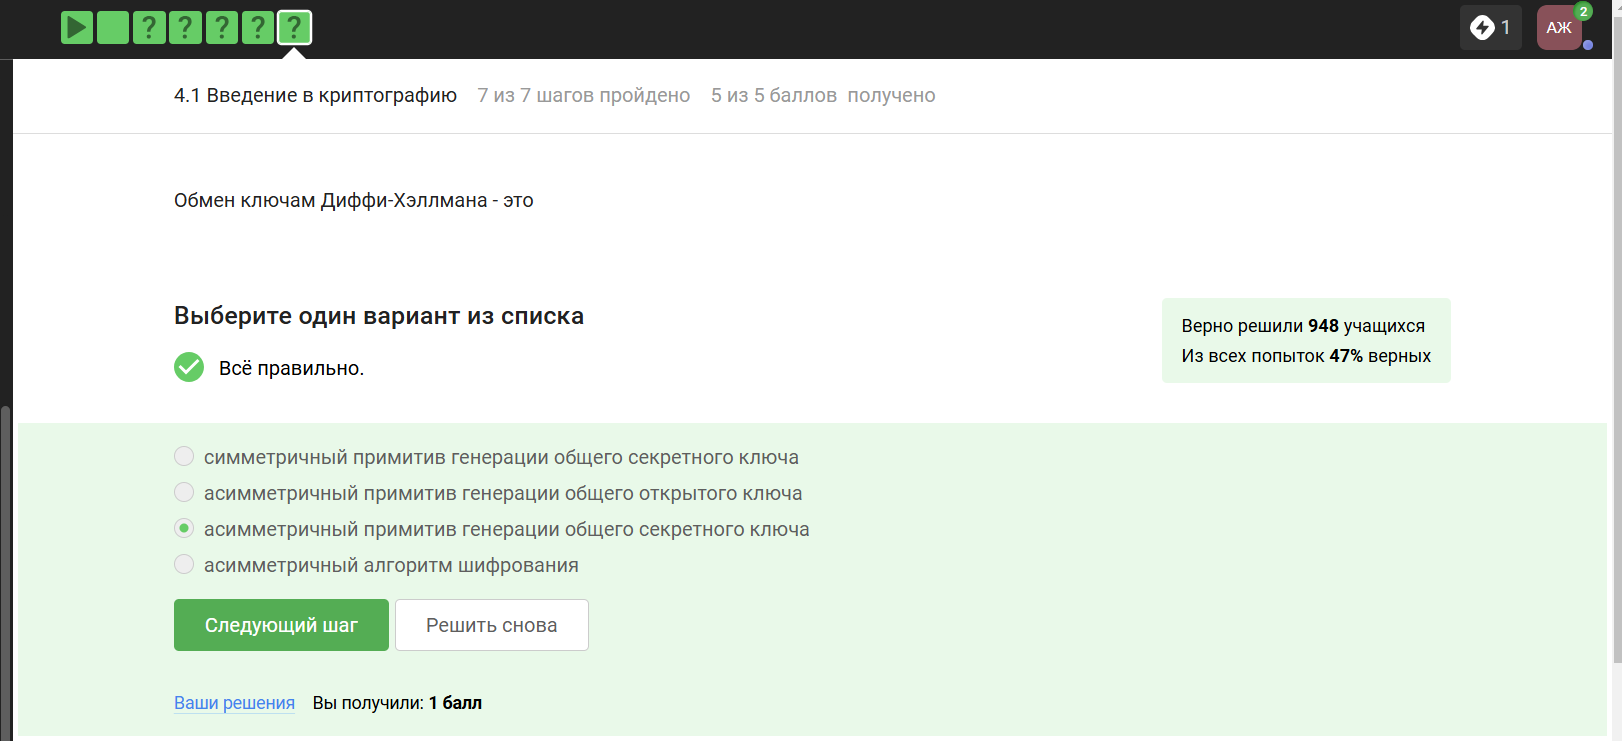 ? ? ? ? ?
1
АЖ
2
4.1 Введение в криптографию 7 из 7 шагов пройдено 5 из 5 баллов получено
Обмен ключам Диффи-Хэллмана - это
Выберите один вариант из списка
Всё правильно.
Верно решили 948 учащихся
Из всех попыток 47% верных
симметричный примитив генерации общего секретного ключа
асимметричный примитив генерации общего открытого ключа
асимметричный примитив генерации общего секретного ключа
асимметричный алгоритм шифрования
Следующий шаг
Решить снова
Ваши решения Вы получили: 1 балл